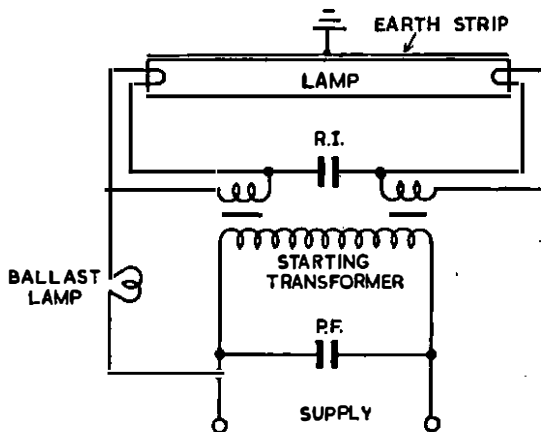 EARTH STRIP
LAMP
R.I.
STARTING
TRANSFORMER
BALLAST
LAMP
P.F.
SUPPLY